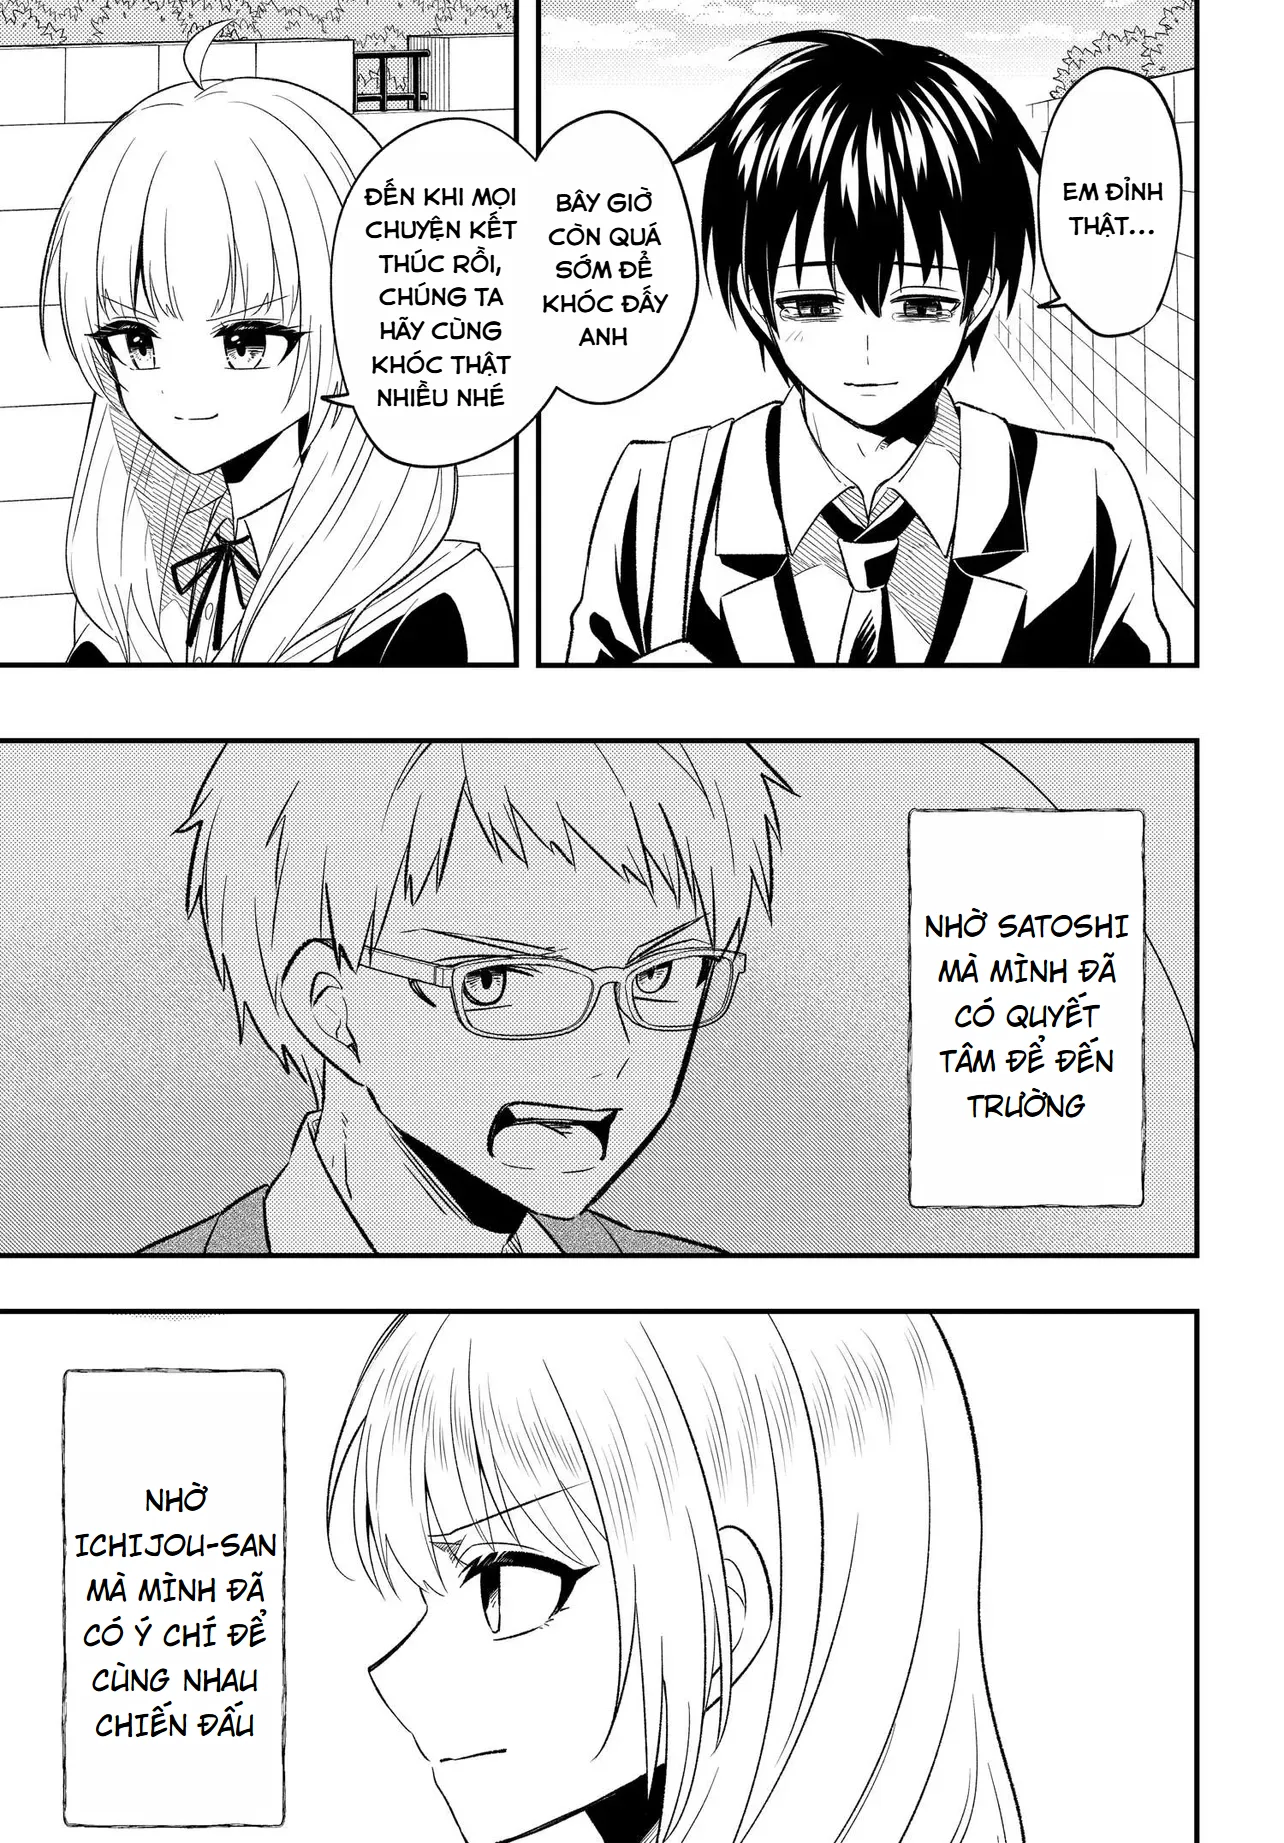 EM ĐỈNH
THẬT...
BÂY GIỜ
CÒN QUÁ
SỚM ĐỂ
KHÓC ĐẤY
ANH
ĐẾN KHI MỌI
CHUYỆN KẾT
THÚC RỒI,
CHÚNG TA
HÃY CÙNG
KHÓC THẬT
NHIỀU NHÉ
NHỜ SATOSHI
MÀ MÌNH ĐÃ
CÓ QUYẾT
TÂM ĐỂ ĐẾN
TRƯỜNG
NHỜ
ICHIJOU-SAN
MÀ MÌNH ĐÃ
CÓ Ý CHÍ ĐỂ
CÙNG NHAU
CHIẾN ĐẤU